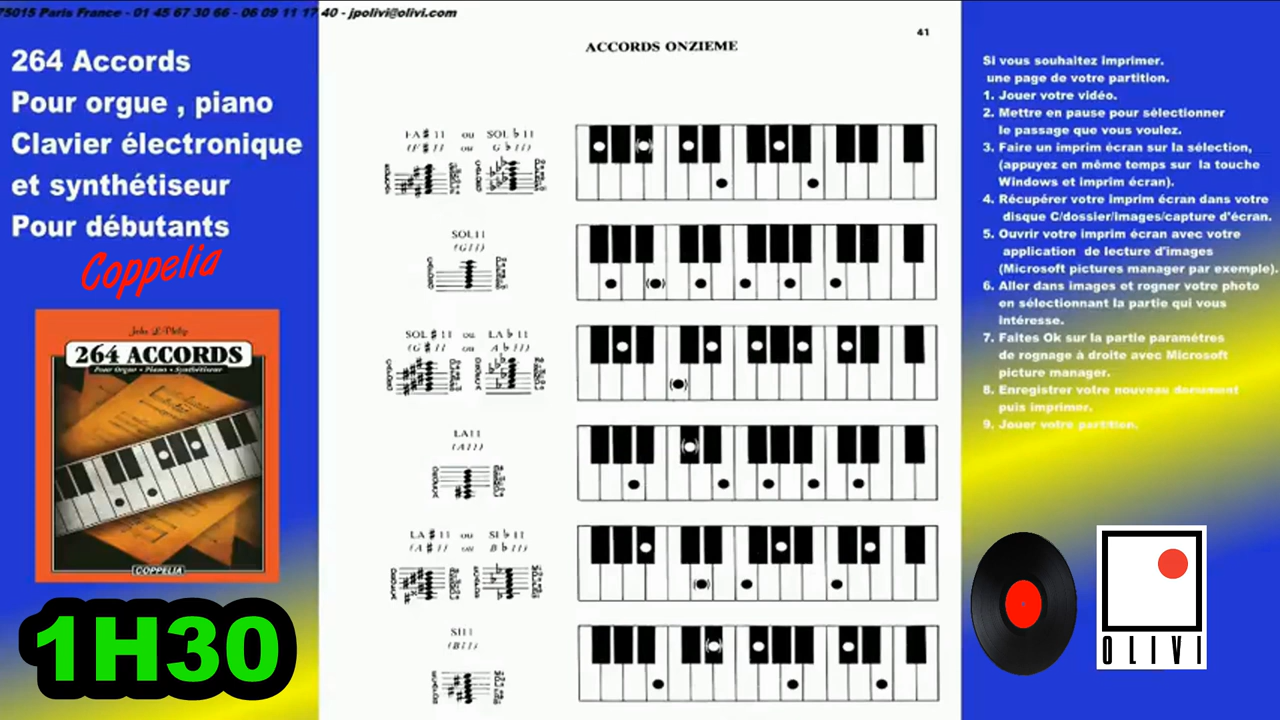 75015 Paris France - 01 45 67 30 66 - 06 09 11 17 40 - jpolivi@olivi.com
264 Accords
Pour orgue , piano
Clavier électronique
et synthétiseur
Pour débutants
Coppelia
264 ACCORDS
Pour Orgue • Piano • Synthétiseur
COPPELIA
1H30
41
ACCORDS ONZIEME
FA♯11 ou SOL♭11
(F♯11) ou G♭11)
SOL11
(G11)
SOL♯11 ou LA♭11
(G♯11) ou A♭11)
LA11
(A11)
LA♯11 ou SI♭11
(A♯11) ou B♭11)
SI11
(B11)
Si vous souhaitez imprimer.
une page de votre partition.
1. Jouer votre vidéo.
2. Mettre en pause pour sélectionner
le passage que vous voulez.
3. Faire un imprim écran sur la sélection,
(appuyez en même temps sur la touche
Windows et imprim écran).
4. Récupérer votre imprim écran dans votre
disque C/dossier/images/capture d'écran.
5. Ouvrir votre imprim écran avec votre
application de lecture d'images
(Microsoft pictures manager par exemple).
6. Aller dans images et rogner votre photo
en sélectionnant la partie qui vous
intéresse.
7. Faites Ok sur la partie paramètres
de rognage à droite avec Microsoft
picture manager.
8. Enregistrer votre nouveau document
puis imprimer.
9. Jouer votre partition.
OLIVI